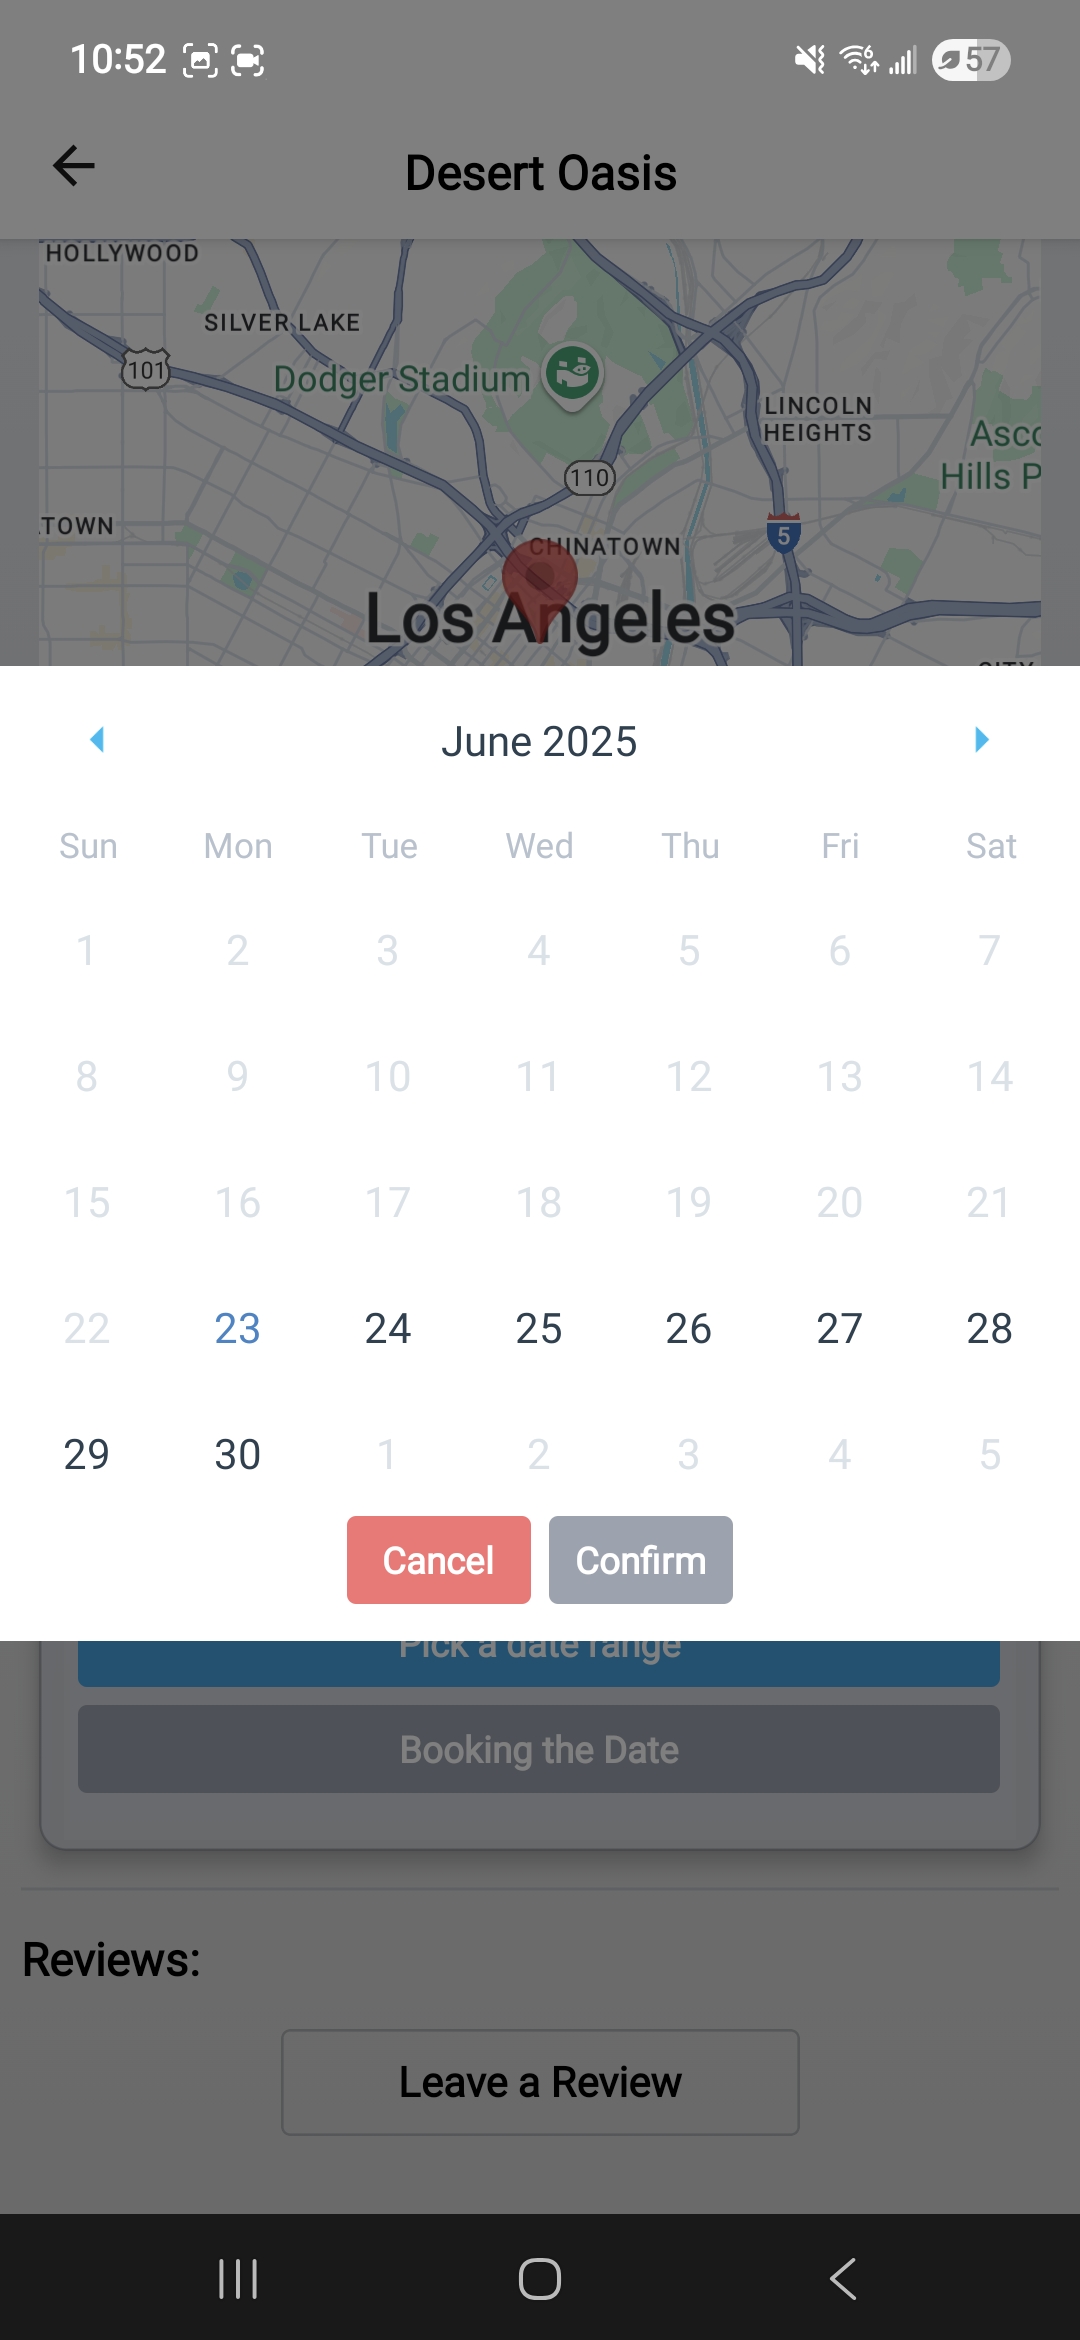 10:52
57
Desert Oasis
HOLLYWOOD
SILVER LAKE
101
Dodger Stadium
LINCOLN
HEIGHTS
Asco
Hills P
110
TOWN
CHINATOWN
5
Los Angeles
June 2025
Sun Mon Tue Wed Thu Fri Sat
1 2 3 4 5 6 7
8 9 10 11 12 13 14
15 16 17 18 19 20 21
22 23 24 25 26 27 28
29 30 1 2 3 4 5
Cancel Confirm
Pick a date range
Booking the Date
Reviews:
Leave a Review